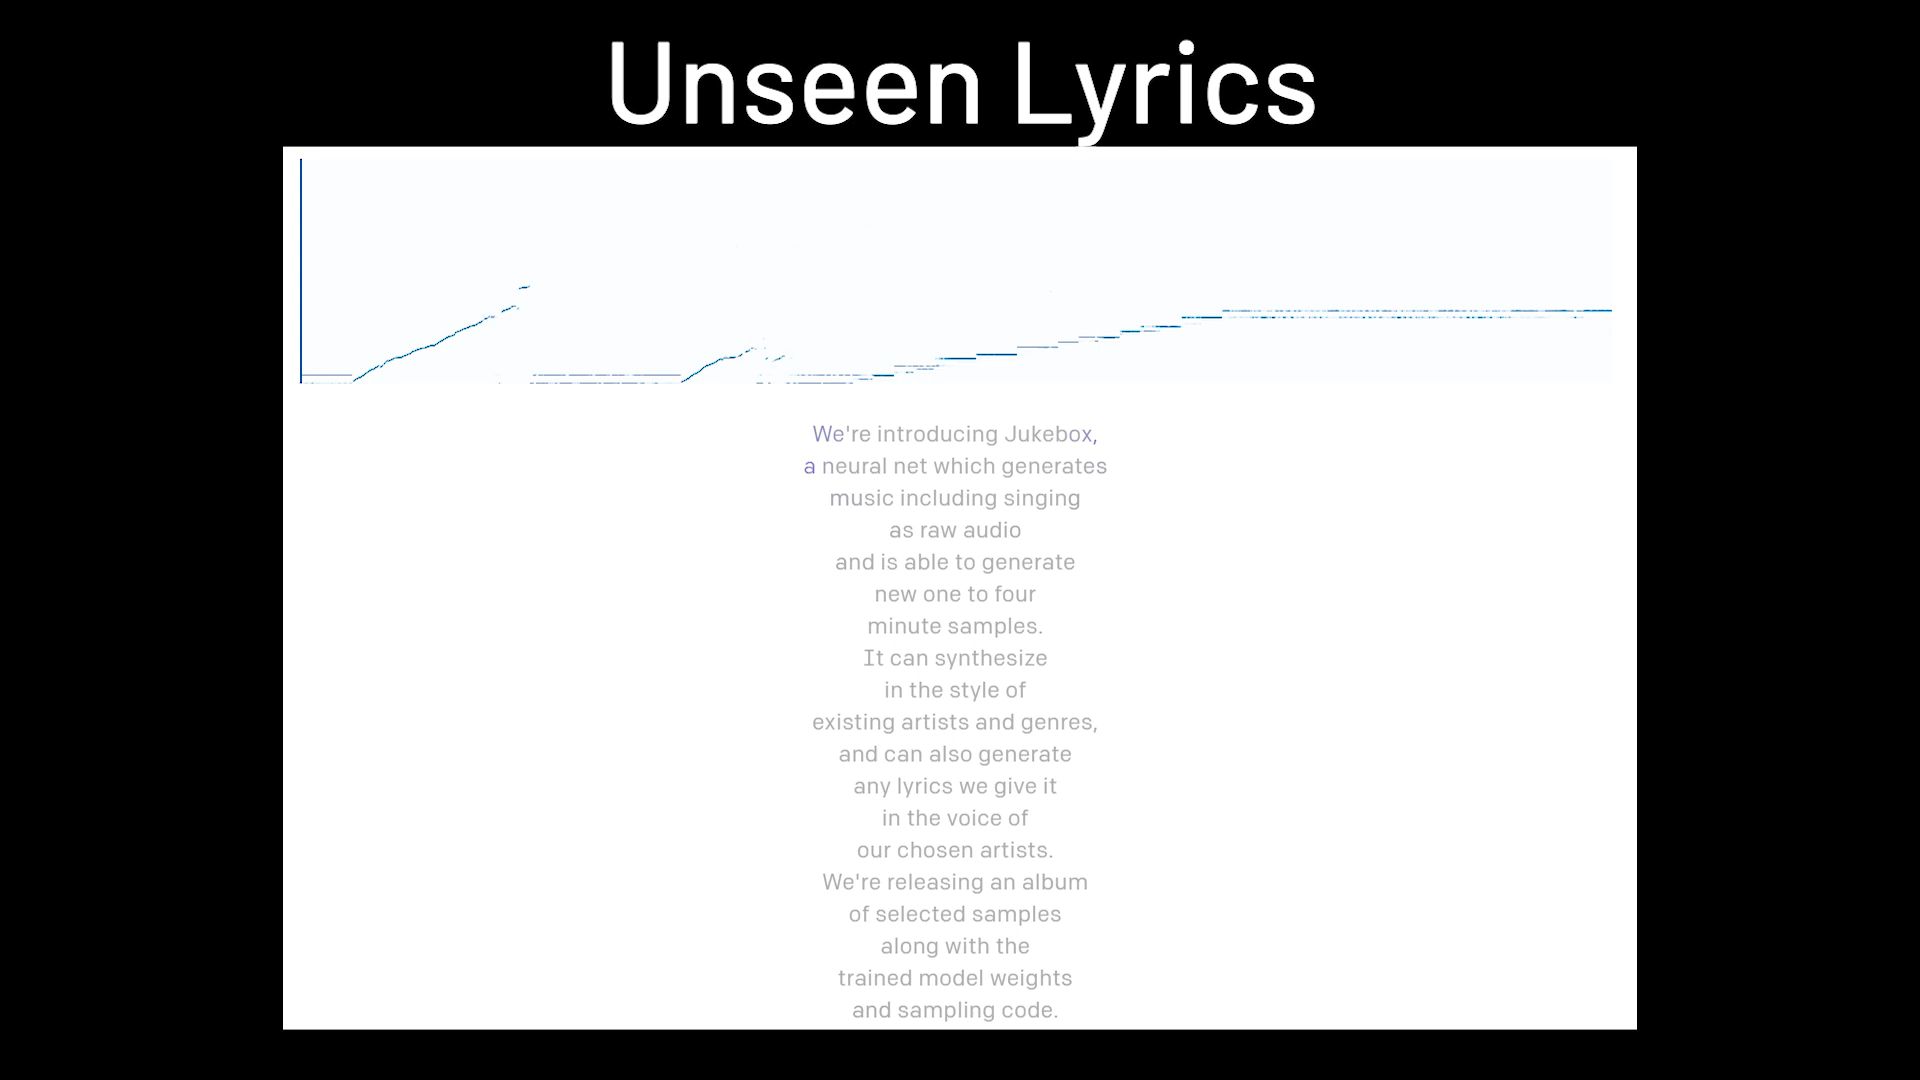 Unseen Lyrics
We're introducing Jukebox,
a neural net which generates
music including singing
as raw audio
and is able to generate
new one to four
minute samples.
It can synthesize
in the style of
existing artists and genres,
and can also generate
any lyrics we give it
in the voice of
our chosen artists.
We're releasing an album
of selected samples
along with the
trained model weights
and sampling code.